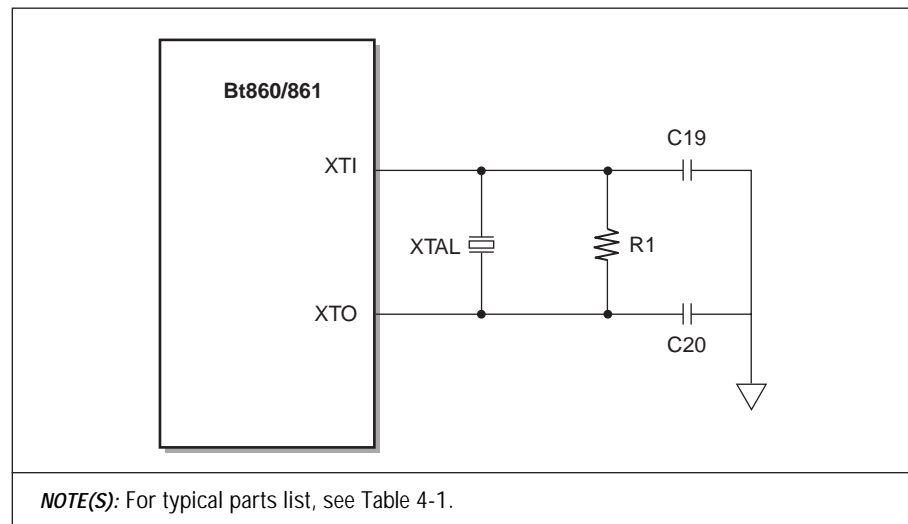 Bt860/861
C19
XTI
XTAL
R1
XTO
C20
NOTE(S): For typical parts list, see Table 4-1.